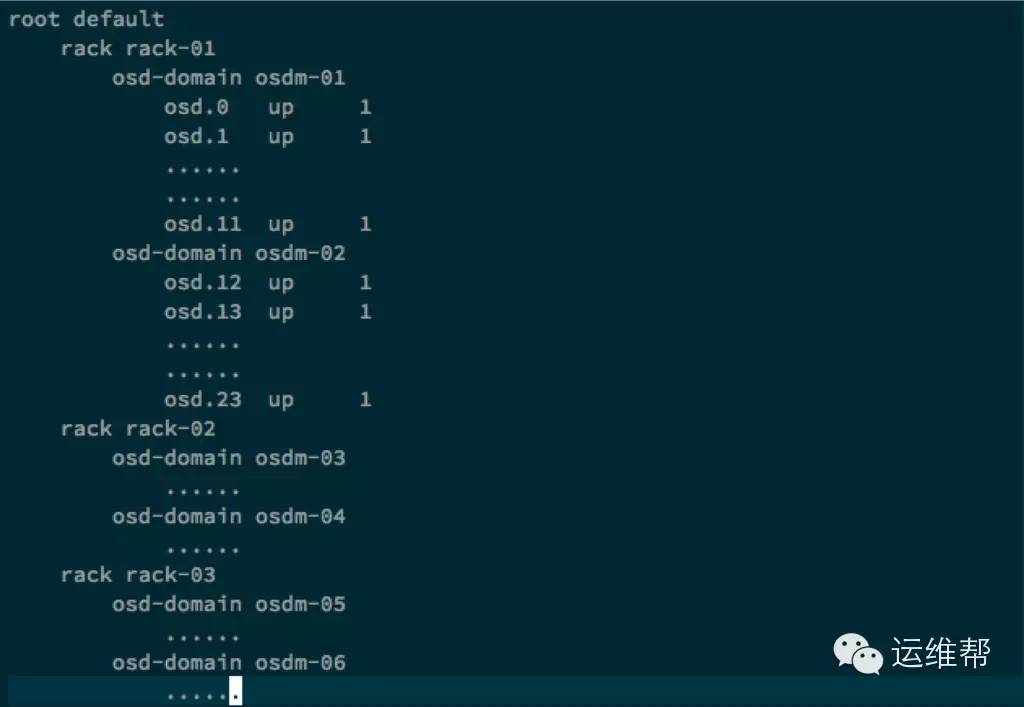 root default
rack rack-01
osd-domain osdm-01
osd.0 up 1
osd.1 up 1
......
......
osd.11 up 1
osd-domain osdm-02
osd.12 up 1
osd.13 up 1
......
......
osd.23 up 1
rack rack-02
osd-domain osdm-03
......
osd-domain osdm-04
......
rack rack-03
osd-domain osdm-05
......
osd-domain osdm-06
......
运维帮